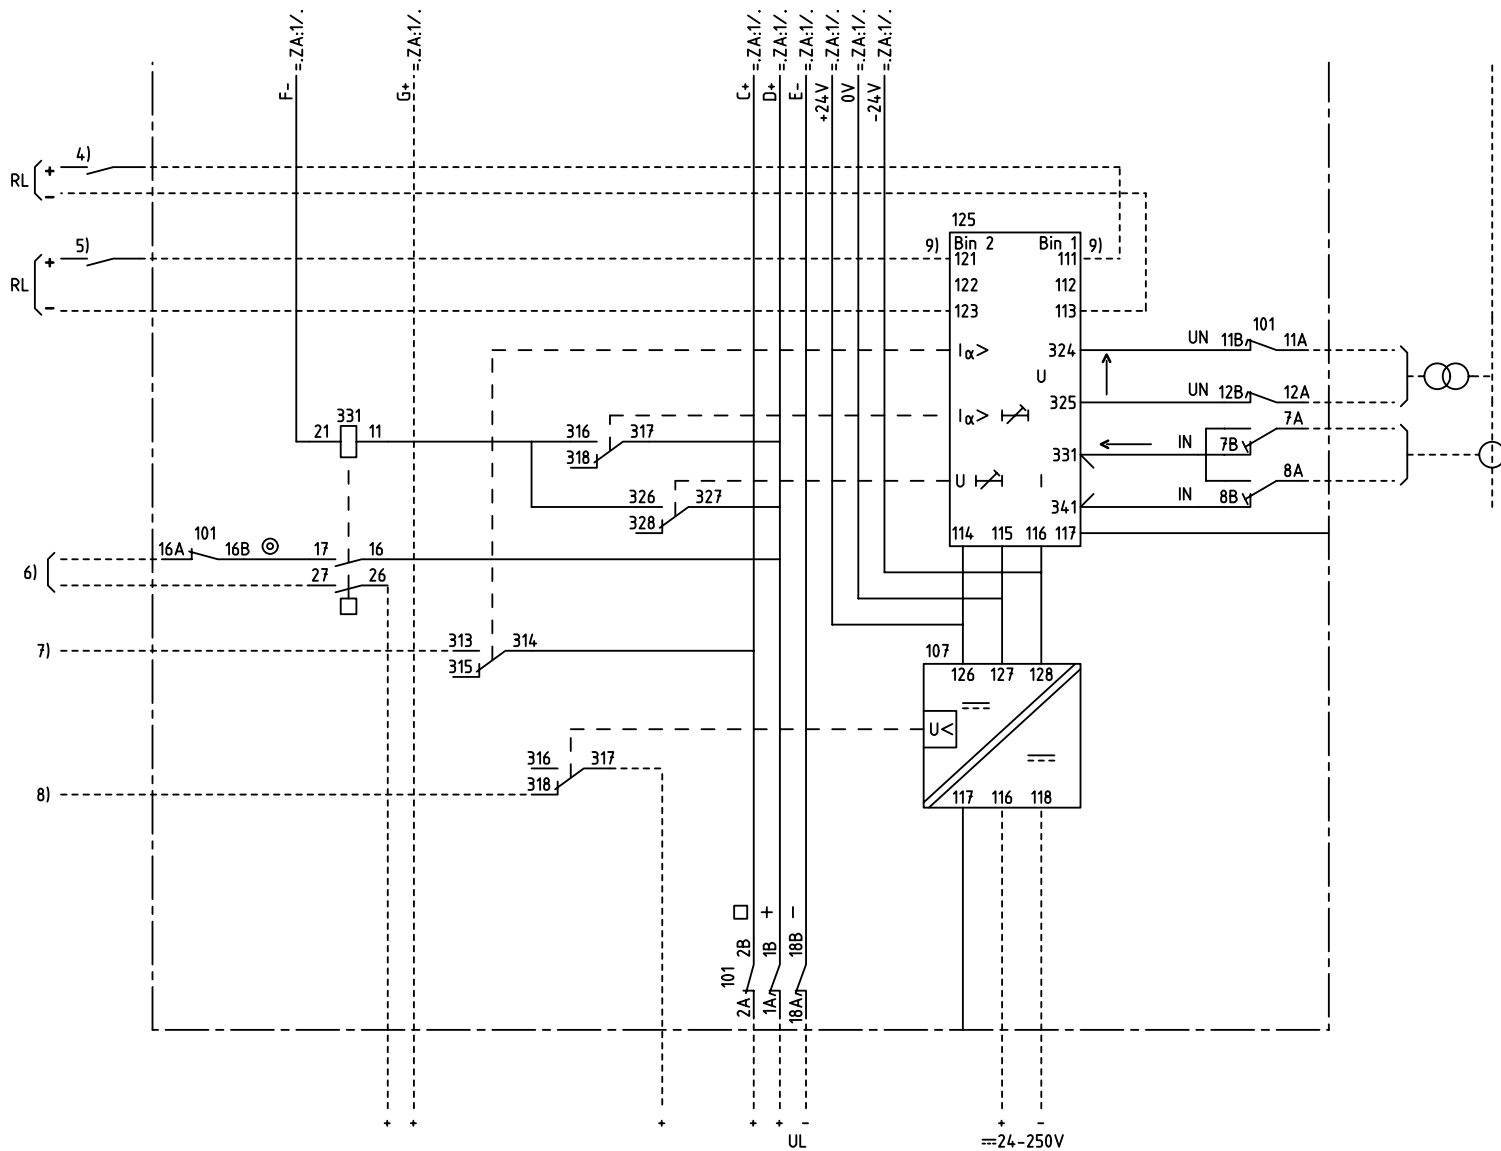 =.ZA:1/.
=.ZA:1/.
=.ZA:1/.
=.ZA:1/.
=.ZA:1/.
=.ZA:1/.
=.ZA:1/.
=.ZA:1/.
F-
G+
C+
D+
E-
+24V
0V
-24V
4)
RL + -
5)
RL + -
125
9) Bin 2 Bin 1 9)
121 111
122 112
123 113
Iα> 324
UN 11B 101 11A
U
325 UN 12B 12A
Iα>
21 331 11
316 317
318
7A
331 IN 7B
8A
U I
326 327
328
341 IN 8B
114 115 116 117
6)
16A 101 16B 17 16
27 26
7)
313 314
315
107
126 127 128
U<
8)
316 317
318
117 116 118
+ -
101
2B 1B 18B
2A 1A 18A
+ + + + + - + -
UL
24-250V